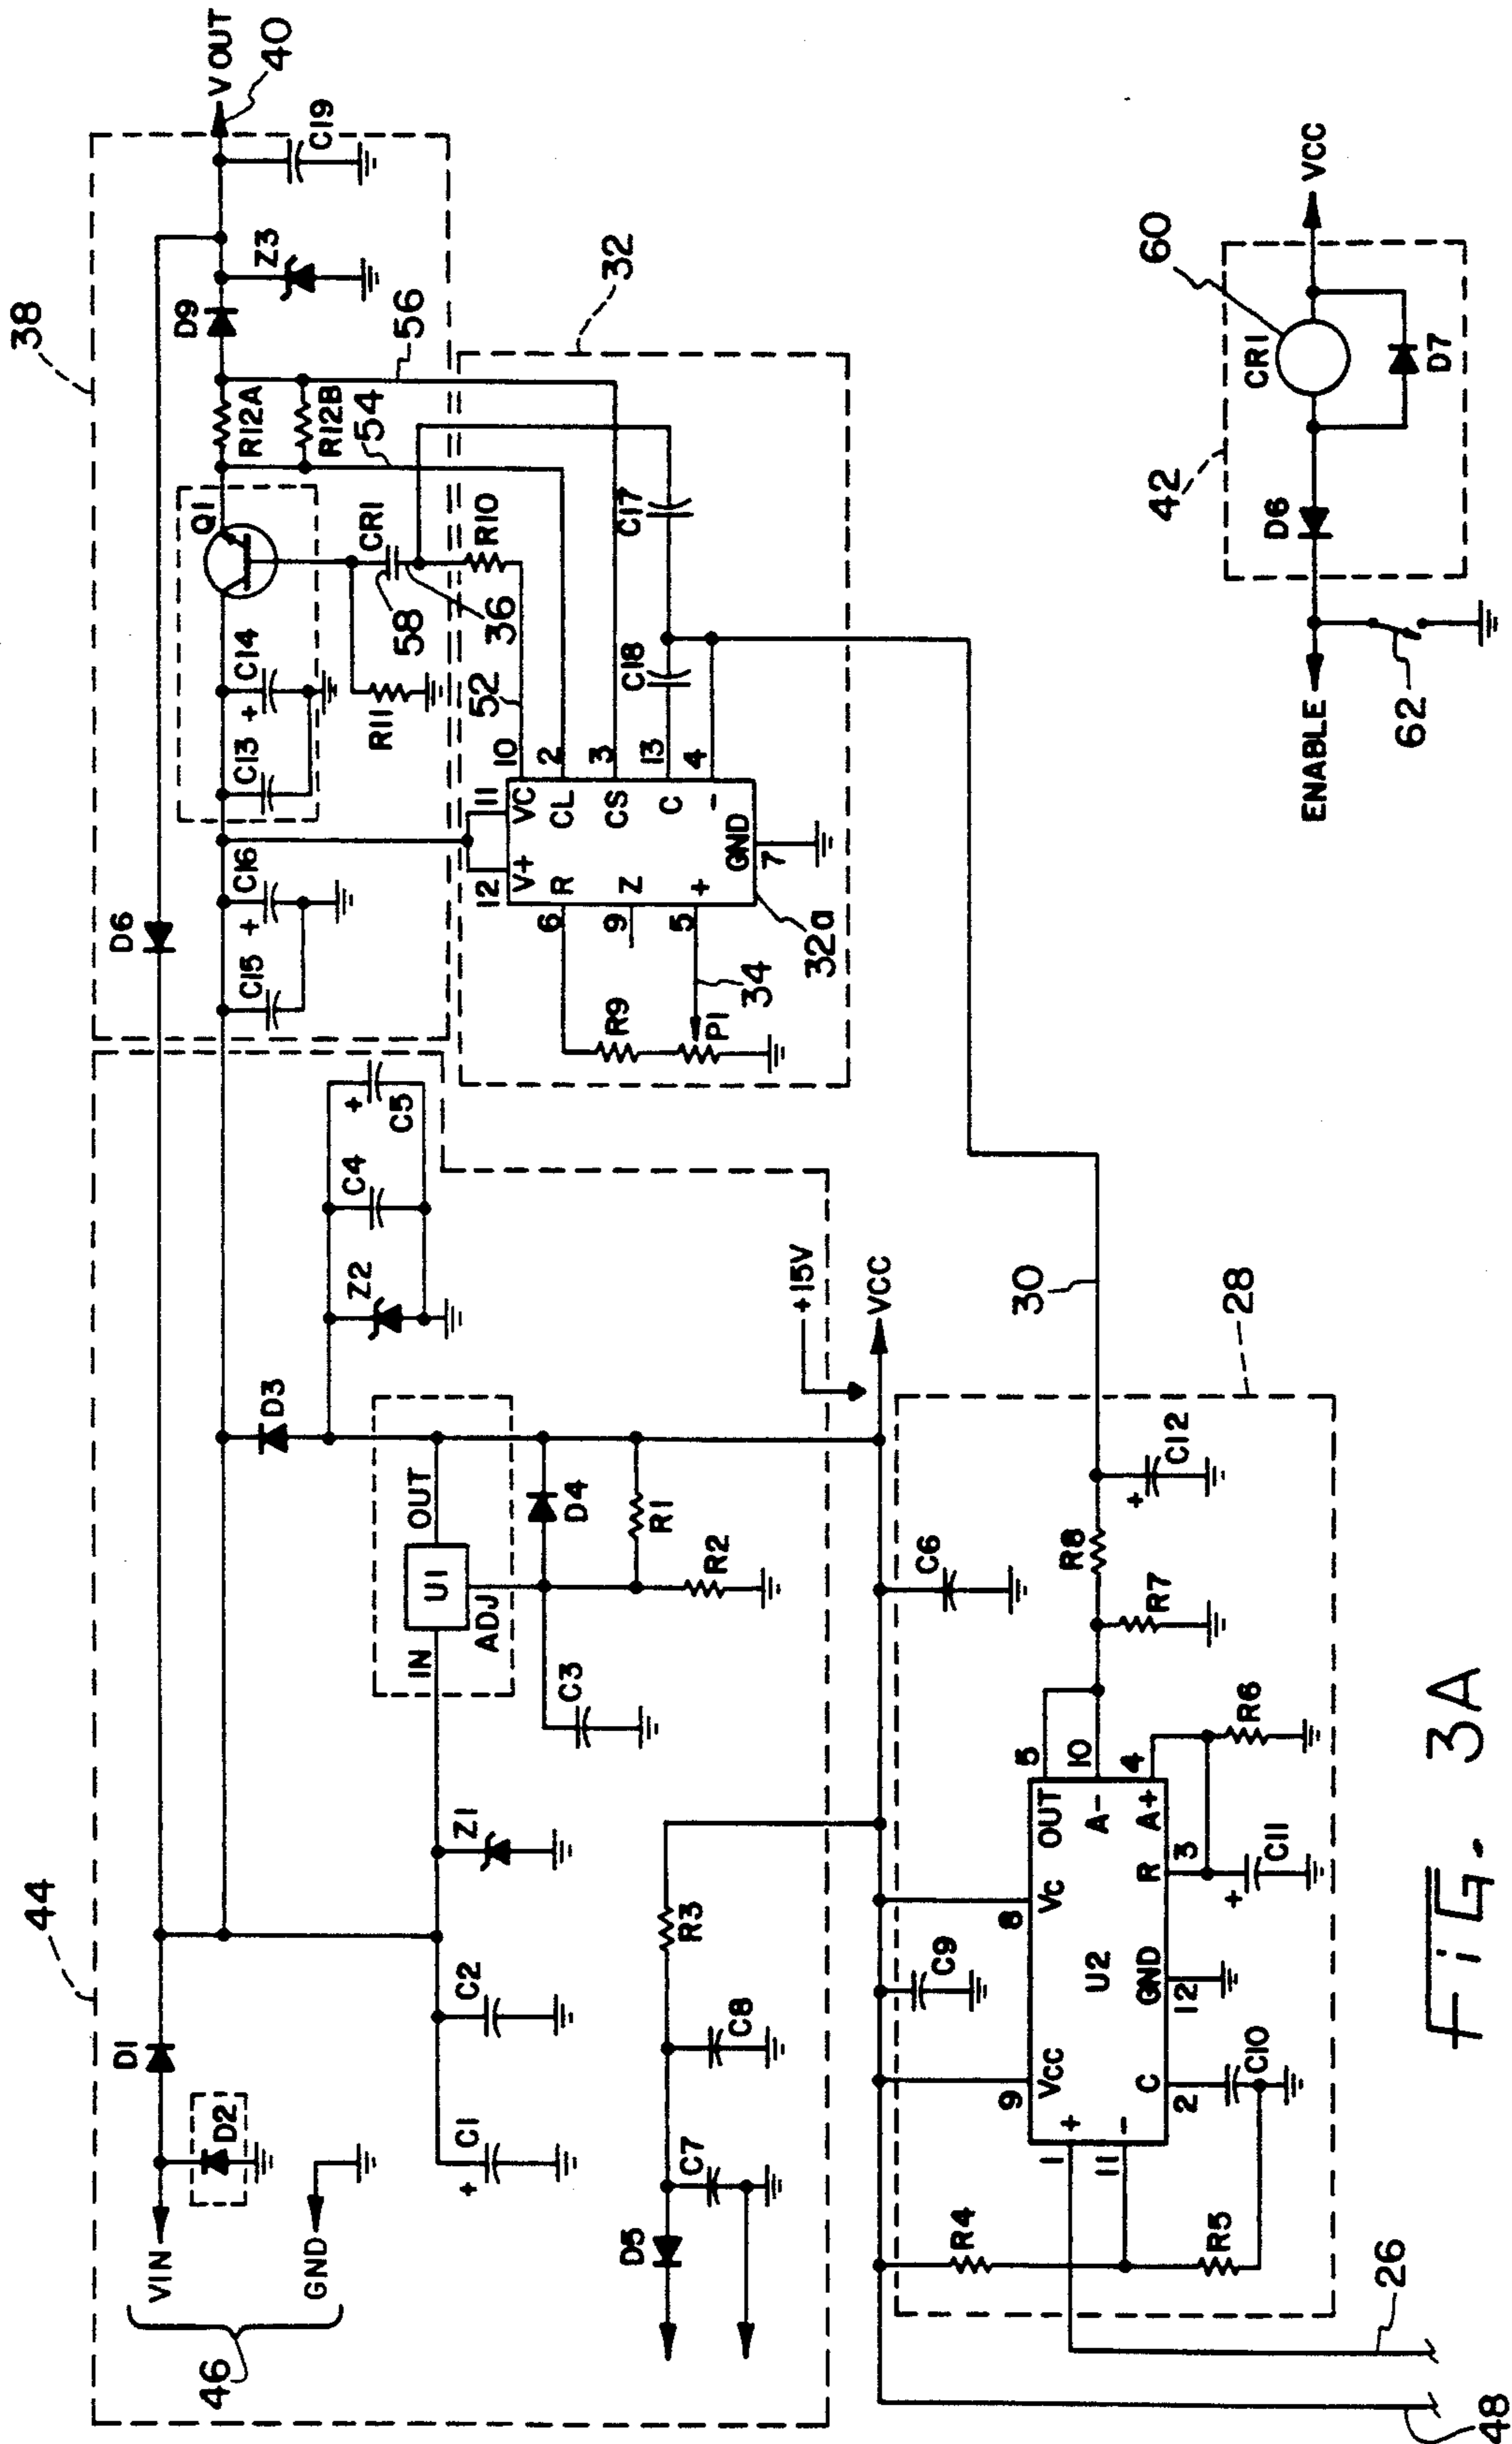 44
46
VIN
GND
D1
D2
C1
+
C2
Z1
IN
U1
OUT
ADJ
C3
D4
R1
R2
D3
Z2
C4
+
C5
D5
C7
C8
R3
+15V
VCC
38
D6
C15
+
C16
C13
+
C14
Q1
R11
CR1
58
36
R10
R12A
R12B
54
56
D9
Z3
C19
V OUT
40
32
52
12
11
10
V+
VC
2
CL
3
CS
13
C
4
-
6
R
9
Z
5
+
GND
7
32a
R9
P1
34
C18
C17
30
28
R4
R5
1
+
11
-
9
VCC
8
VC
U2
OUT
5
A-
10
A+
4
R
3
GND
12
C
2
C9
C10
+
C11
R6
C6
R7
R8
+
C12
26
48
ENABLE
62
42
D6
CR1
60
D7
VCC
FIG. 3A